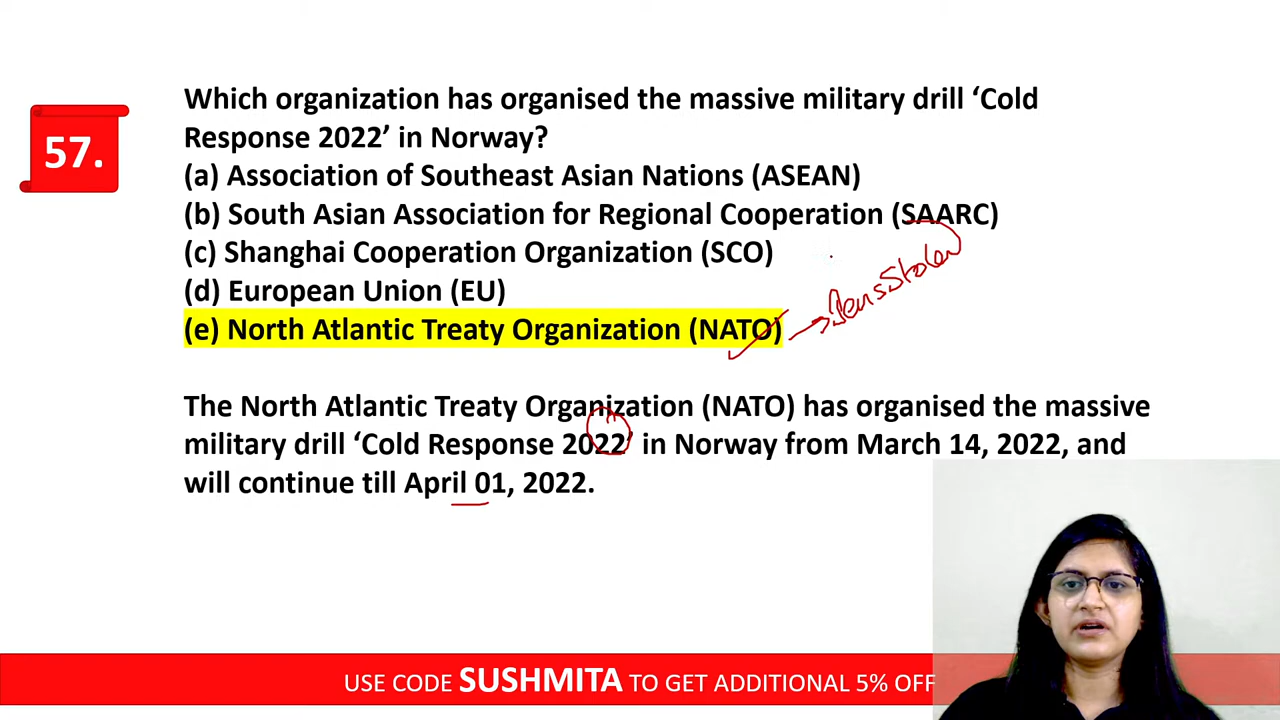 57.
Which organization has organised the massive military drill ‘Cold
Response 2022’ in Norway?
(a) Association of Southeast Asian Nations (ASEAN)
(b) South Asian Association for Regional Cooperation (SAARC)
(c) Shanghai Cooperation Organization (SCO)
(d) European Union (EU)
(e) North Atlantic Treaty Organization (NATO)
JensStolen
The North Atlantic Treaty Organization (NATO) has organised the massive
military drill ‘Cold Response 2022’ in Norway from March 14, 2022, and
will continue till April 01, 2022.
USE CODE SUSHMITA TO GET ADDITIONAL 5% OFF